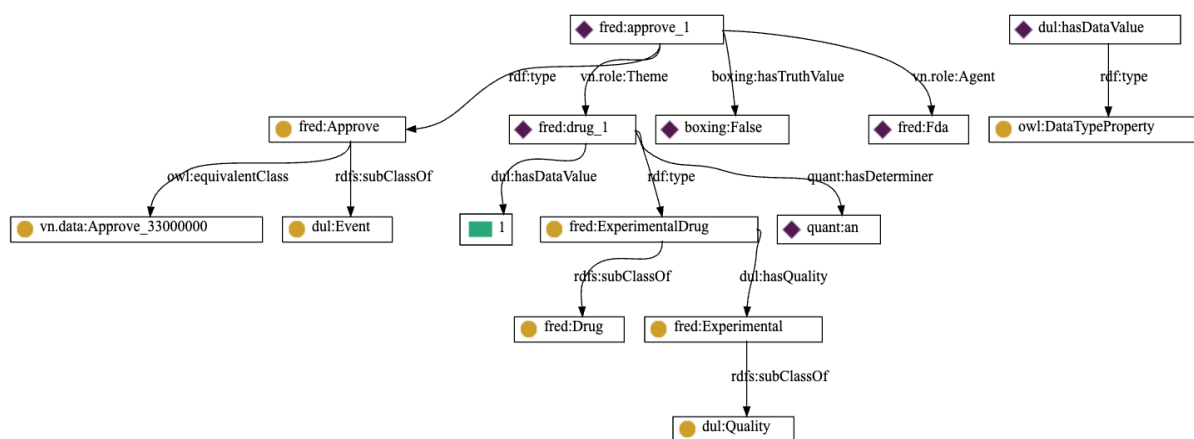 fred:approve_1
dul:hasDataValue
rdf:type
vn.role:Theme
boxing:hasTruthValue
vn.role:Agent
rdf:type
fred:Approve
fred:drug_1
boxing:False
fred:Fda
owl:DataTypeProperty
owl:equivalentClass
rdfs:subClassOf
dul:hasDataValue
rdf:type
quant:hasDeterminer
vn.data:Approve_33000000
dul:Event
1
fred:ExperimentalDrug
quant:an
rdfs:subClassOf
dul:hasQuality
fred:Drug
fred:Experimental
rdfs:subClassOf
dul:Quality